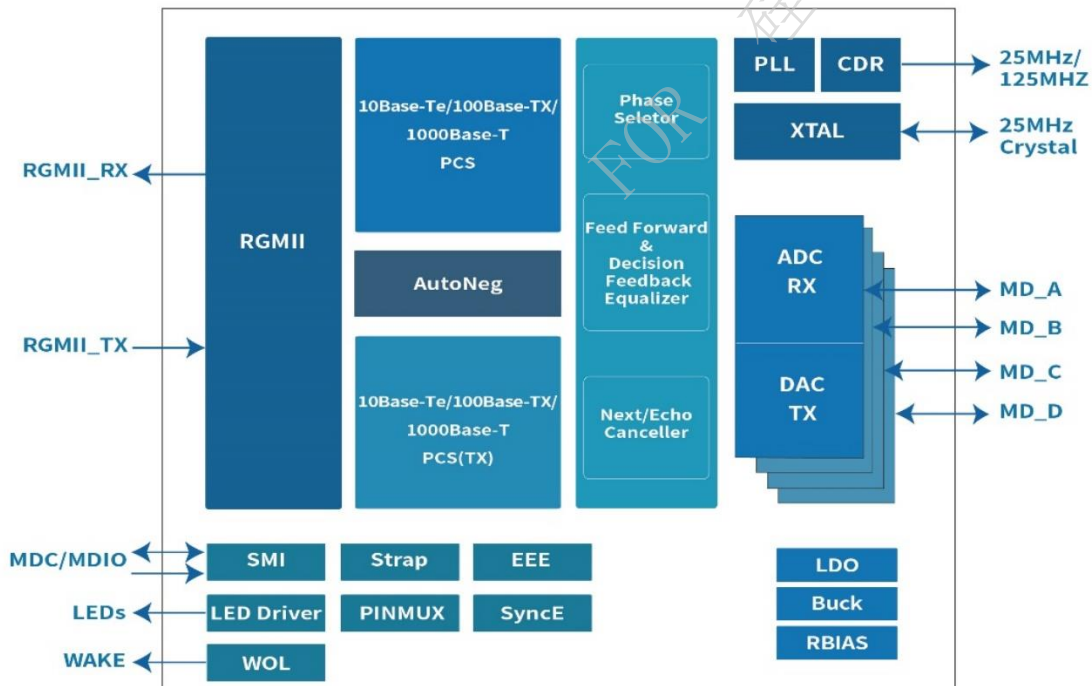 RGMII_RX
RGMII_TX
RGMII
10Base-Te/100Base-TX/
1000Base-T
PCS
AutoNeg
10Base-Te/100Base-TX/
1000Base-T
PCS(TX)
Phase
Seletor
Feed Forward
&
Decision
Feedback
Equalizer
Next/Echo
Canceller
PLL
CDR
25MHz/
125MHZ
XTAL
25MHz
Crystal
ADC
RX
DAC
TX
MD_A
MD_B
MD_C
MD_D
MDC/MDIO
SMI
Strap
EEE
LEDs
LED Driver
PINMUX
SyncE
WAKE
WOL
LDO
Buck
RBIAS
FOR